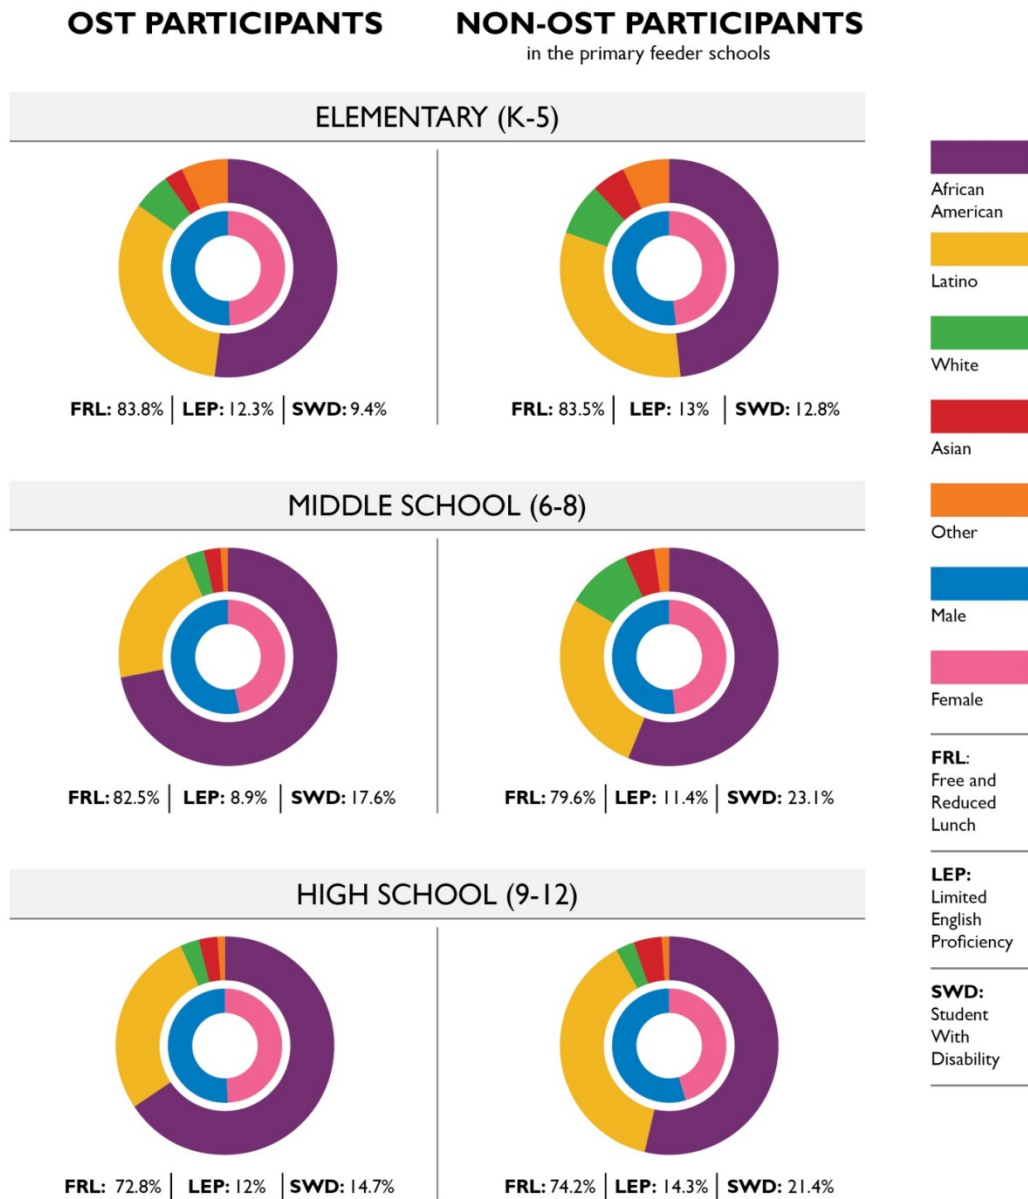 OST PARTICIPANTS
NON-OST PARTICIPANTS
in the primary feeder schools
ELEMENTARY (K-5)
FRL: 83.8% LEP: 12.3% SWD: 9.4%
FRL: 83.5% LEP: 13% SWD: 12.8%
MIDDLE SCHOOL (6-8)
FRL: 82.5% LEP: 8.9% SWD: 17.6%
FRL: 79.6% LEP: 11.4% SWD: 23.1%
HIGH SCHOOL (9-12)
FRL: 72.8% LEP: 12% SWD: 14.7%
FRL: 74.2% LEP: 14.3% SWD: 21.4%
African
American
Latino
White
Asian
Other
Male
Female
FRL:
Free and
Reduced
Lunch
LEP:
Limited
English
Proficiency
SWD:
Student
With
Disability